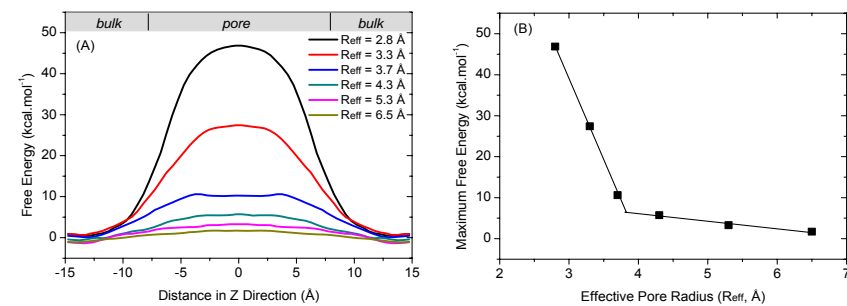 bulk pore bulk
(A)
Reff = 2.8 Å
Reff = 3.3 Å
Reff = 3.7 Å
Reff = 4.3 Å
Reff = 5.3 Å
Reff = 6.5 Å
Free Energy (kcal.mol-1)
50
40
30
20
10
0
-15 -10 -5 0 5 10 15
Distance in Z Direction (Å)
(B)
Maximum Free Energy (kcal.mol-1)
50
40
30
20
10
0
2 3 4 5 6 7
Effective Pore Radius (Reff, Å)